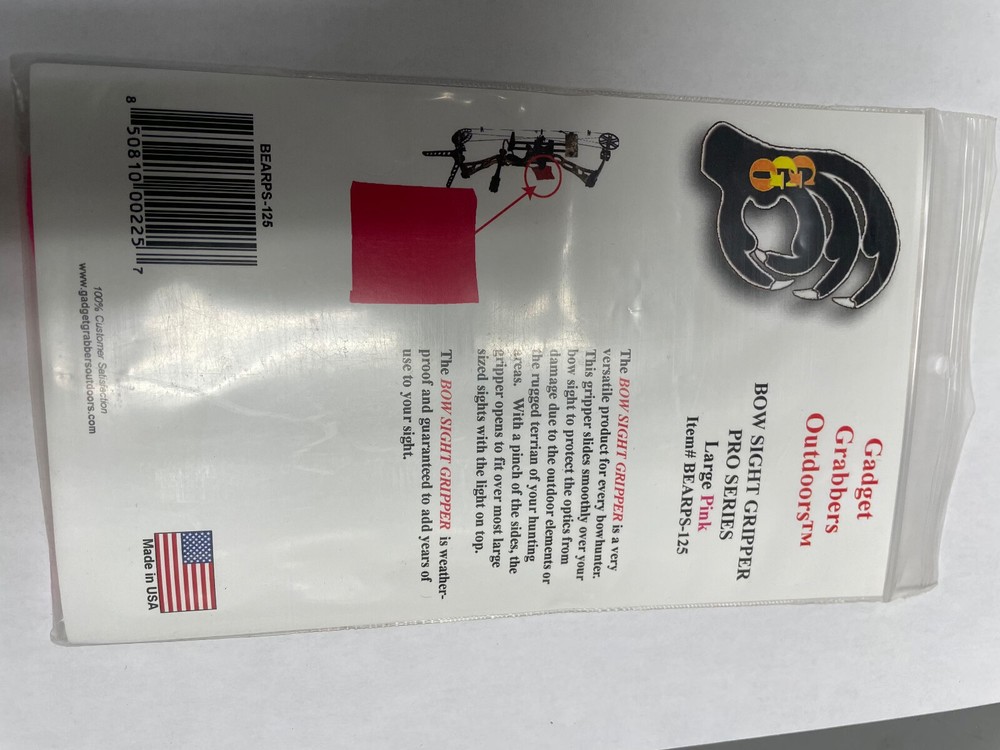 GGO
Gadget
Grabbers
Outdoors™
BOW SIGHT GRIPPER
PRO SERIES
Large Pink
Item# BEARPS-125
The BOW SIGHT GRIPPER is a very
versatile product for every bowhunter.
This gripper slides smoothly over your
bow sight to protect the optics from
damage due to the outdoor elements or
the rugged terrian of your hunting
areas. With a pinch of the sides, the
gripper opens to fit over most large
sized sights with the light on top.
The BOW SIGHT GRIPPER is weather-
proof and guaranteed to add years of
use to your sight.
BEARPS-125
8 50810 00225 7
100% Customer Satisfaction
www.gadgetgrabbersoutdoors.com
Made in USA